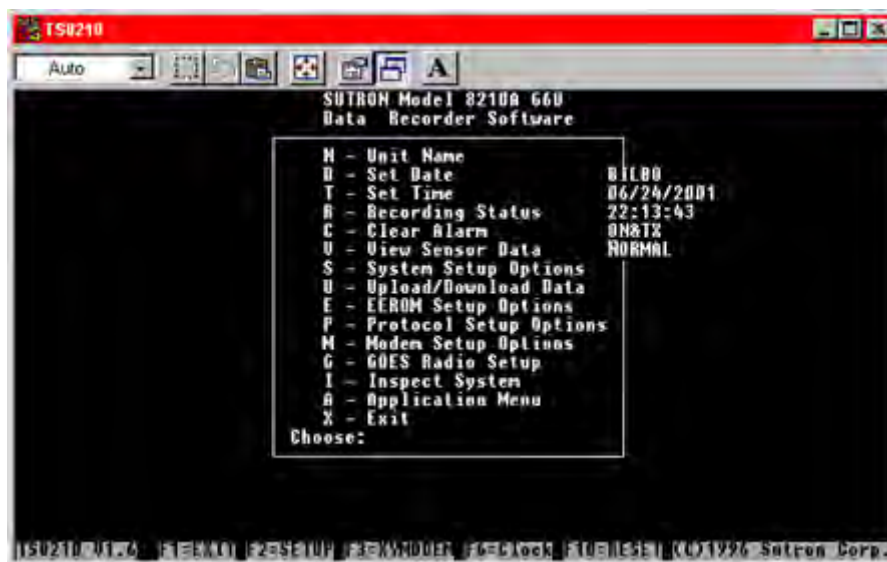 TS8210
Auto
A
SUTRON Model 8210A 66U
Data Recorder Software
N - Unit Name
D - Set Date BILBO
T - Set Time 06/24/2001
R - Recording Status 22:13:43
C - Clear Alarm ON&TX
V - View Sensor Data NORMAL
S - System Setup Options
U - Upload/Download Data
E - EEROM Setup Options
P - Protocol Setup Options
M - Modem Setup Options
G - GOES Radio Setup
I - Inspect System
A - Application Menu
X - Exit
Choose:
TS8210 V1.6 F1=EXIT F2=SETUP F3=XYMODEM F6=Clock F10=RESET (C)1996 Sutron Corp.